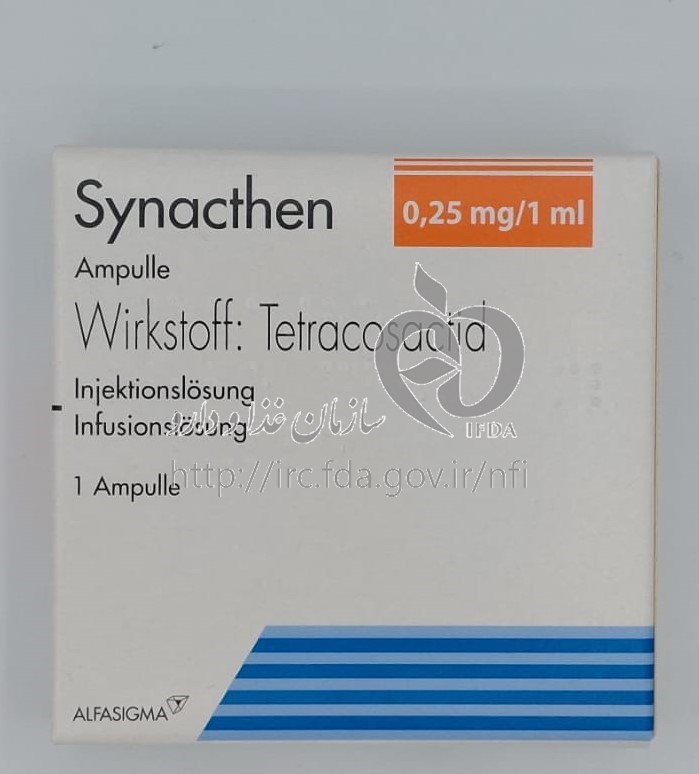 Synacthen
0,25 mg/1 ml
Ampulle
Wirkstoff: Tetracosactid
Injektionslösung
Infusionslösung
سازمان غذا و دارو
IFDA
1 Ampulle
http://irc.fda.gov.ir/nfi
ALFASIGMA